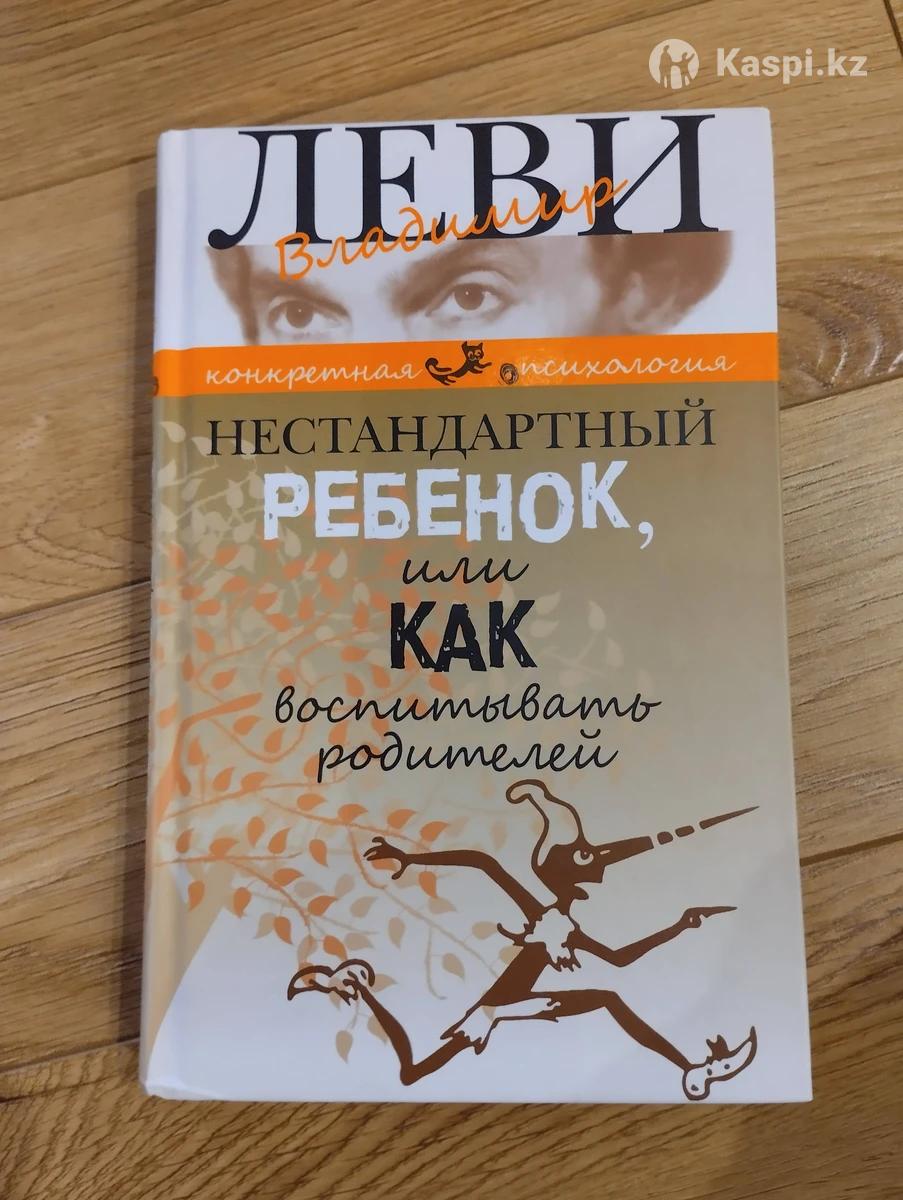 Kaspi.kz
ЛЕВИ
Владимир
конкретная психология
НЕСТАНДАРТНЫЙ
РЕБЕНОК,
или
КАК
воспитывать
родителей